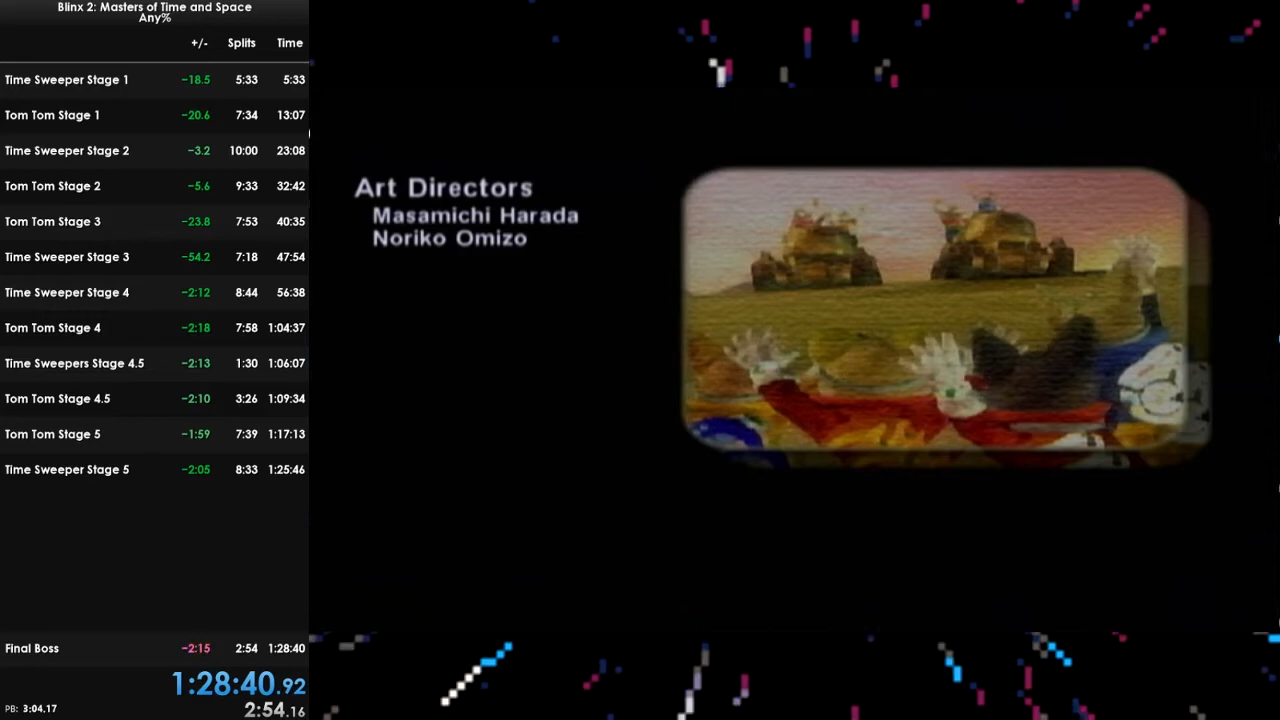 Blinx 2: Masters of Time and Space
Any%
+/- Splits Time
Time Sweeper Stage 1 −18.5 5:33 5:33
Tom Tom Stage 1 −20.6 7:34 13:07
Time Sweeper Stage 2 −3.2 10:00 23:08
Tom Tom Stage 2 −5.6 9:33 32:42
Tom Tom Stage 3 −23.8 7:53 40:35
Time Sweeper Stage 3 −54.2 7:18 47:54
Time Sweeper Stage 4 −2:12 8:44 56:38
Tom Tom Stage 4 −2:18 7:58 1:04:37
Time Sweepers Stage 4.5 −2:13 1:30 1:06:07
Tom Tom Stage 4.5 −2:10 3:26 1:09:34
Tom Tom Stage 5 −1:59 7:39 1:17:13
Time Sweeper Stage 5 −2:05 8:33 1:25:46
Final Boss −2:15 2:54 1:28:40
1:28:40.92
PB: 3:04.17 2:54.16
Art Directors
Masamichi Harada
Noriko Omizo